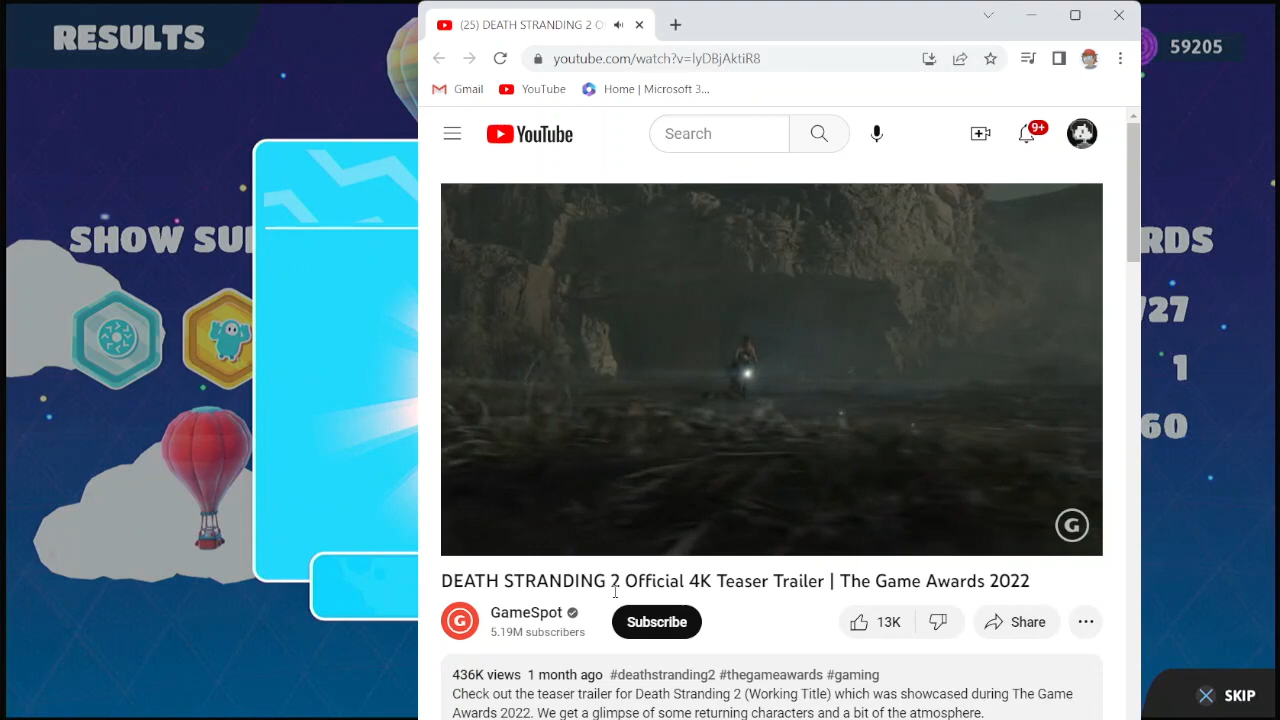 RESULTS
59205
SHOW SU
RDS
727
1
60
SKIP
(25) DEATH STRANDING 2 O
youtube.com/watch?v=lyDBjAktiR8
Gmail
YouTube
Home | Microsoft 3...
YouTube
Search
9+
G
DEATH STRANDING 2 Official 4K Teaser Trailer | The Game Awards 2022
G
GameSpot
5.19M subscribers
Subscribe
13K
Share
436K views 1 month ago #deathstranding2 #thegameawards #gaming
Check out the teaser trailer for Death Stranding 2 (Working Title) which was showcased during The Game
Awards 2022. We get a glimpse of some returning characters and a bit of the atmosphere.